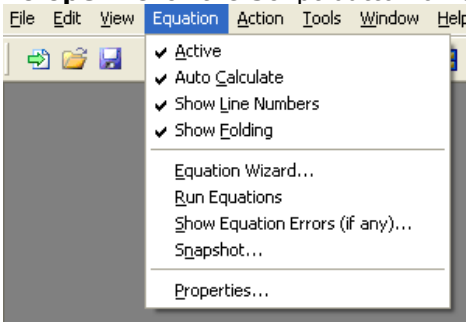 File Edit View Equation Action Tools Window Help
Active
Auto Calculate
Show Line Numbers
Show Folding
Equation Wizard...
Run Equations
Show Equation Errors (if any)...
Snapshot...
Properties...